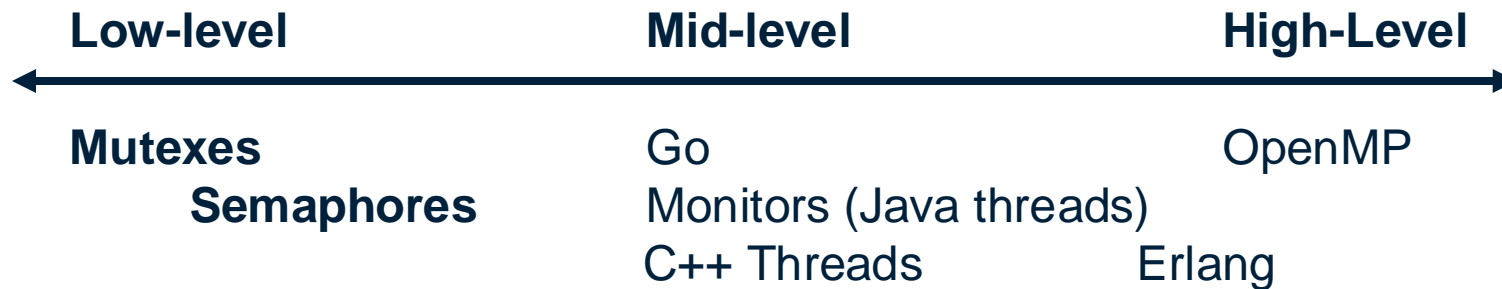 Low-level Mid-level High-Level
Mutexes Go OpenMP
Semaphores Monitors (Java threads)
C++ Threads Erlang